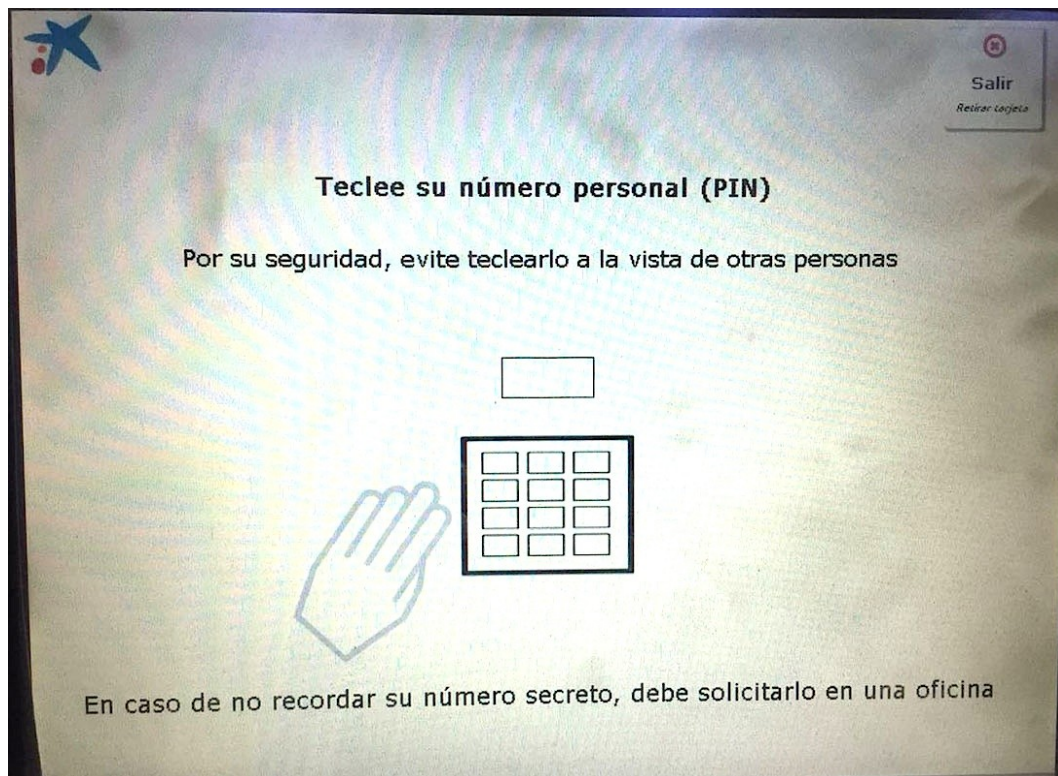 Salir
Retirar tarjeta
Teclee su número personal (PIN)
Por su seguridad, evite teclearlo a la vista de otras personas
En caso de no recordar su número secreto, debe solicitarlo en una oficina